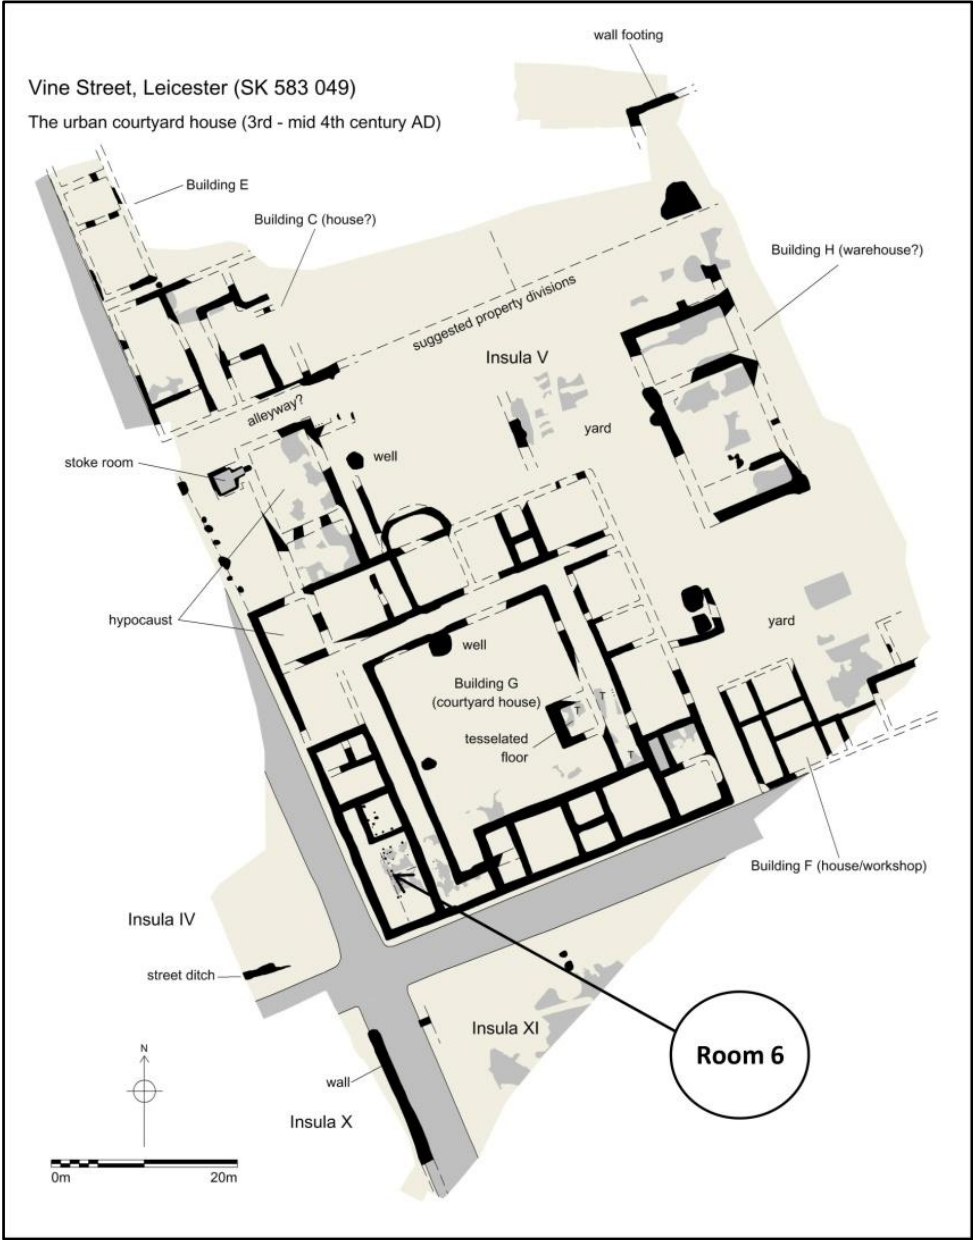 wall footing
Vine Street, Leicester (SK 583 049)
The urban courtyard house (3rd - mid 4th century AD)
Building E
Building C (house?)
Building H (warehouse?)
suggested property divisions
Insula V
alleyway?
yard
well
stoke room
hypocaust
yard
well
Building G
(courtyard house)
T
T
tesselated
floor
T
Building F (house/workshop)
Insula IV
street ditch
Insula XI
Room 6
N
wall
Insula X
0m
20m